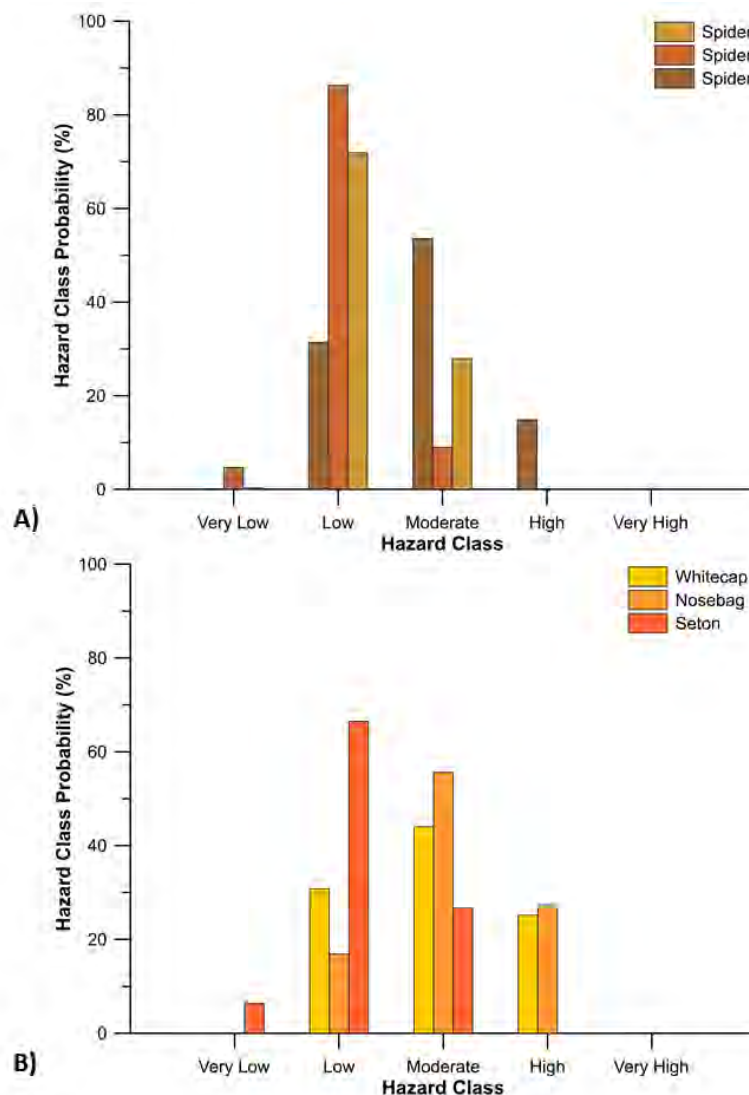 100
80
60
40
20
0
Hazard Class Probability (%)
Spider
Spider
Spider
Very Low Low Moderate High Very High
Hazard Class
A)
100
80
60
40
20
0
Hazard Class Probability (%)
Whitecap
Nosebag
Seton
Very Low Low Moderate High Very High
Hazard Class
B)